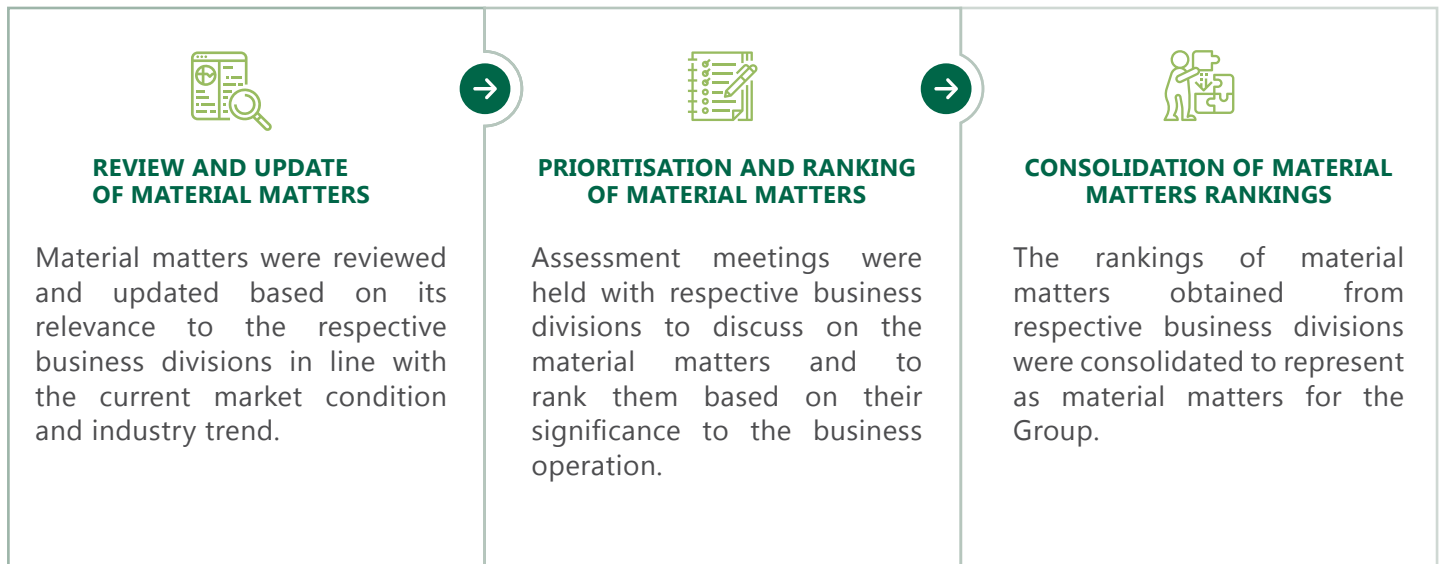 REVIEW AND UPDATE
OF MATERIAL MATTERS
Material matters were reviewed
and updated based on its
relevance to the respective
business divisions in line with
the current market condition
and industry trend.
PRIORITISATION AND RANKING
OF MATERIAL MATTERS
Assessment meetings were
held with respective business
divisions to discuss on the
material matters and to
rank them based on their
significance to the business
operation.
CONSOLIDATION OF MATERIAL
MATTERS RANKINGS
The rankings of material
matters obtained from
respective business divisions
were consolidated to represent
as material matters for the
Group.